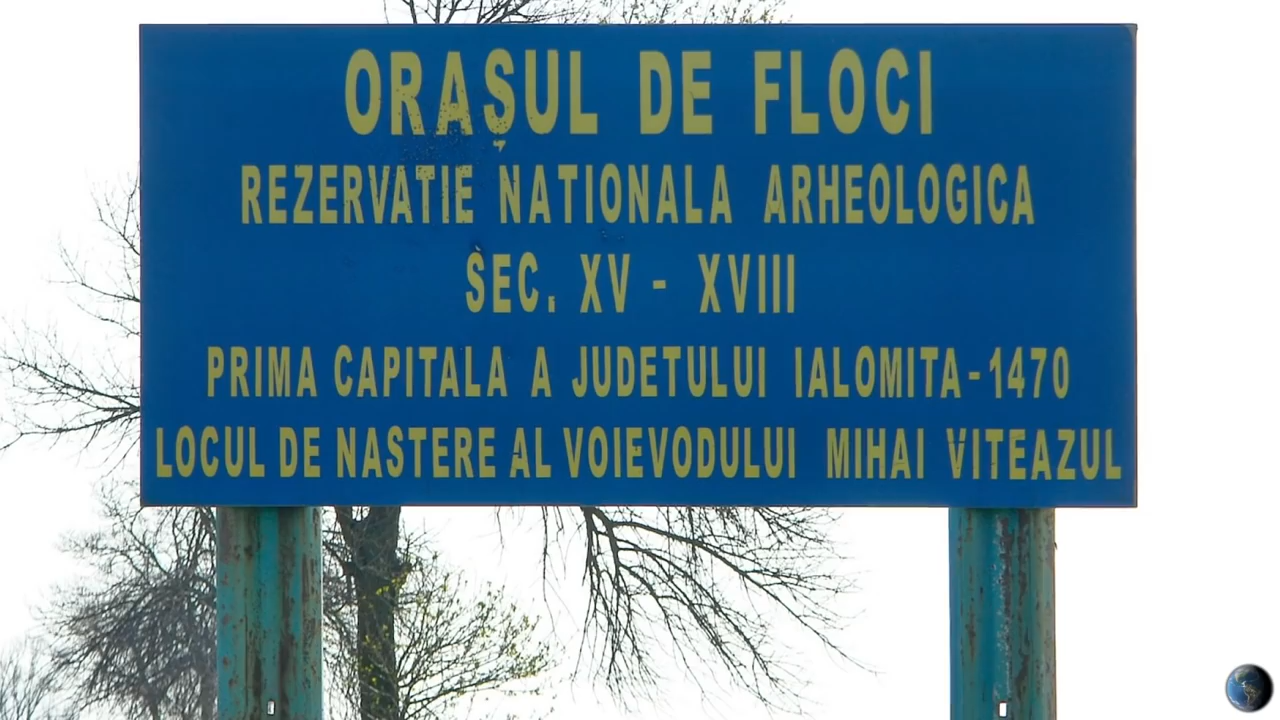 ORAȘUL DE FLOCI
REZERVATIE NATIONALA ARHEOLOGICA
SEC. XV - XVIII
PRIMA CAPITALA A JUDETULUI IALOMITA-1470
LOCUL DE NASTERE AL VOIEVODULUI MIHAI VITEAZUL